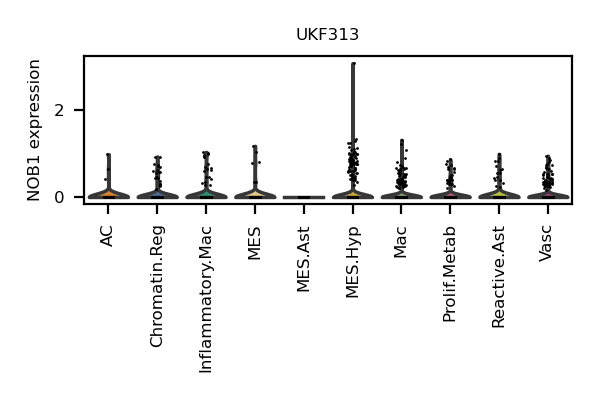 UKF313
NOB1 expression
2
0
AC
Chromatin.Reg
Inflammatory.Mac
MES
MES.Ast
MES.Hyp
Mac
Prolif.Metab
Reactive.Ast
Vasc